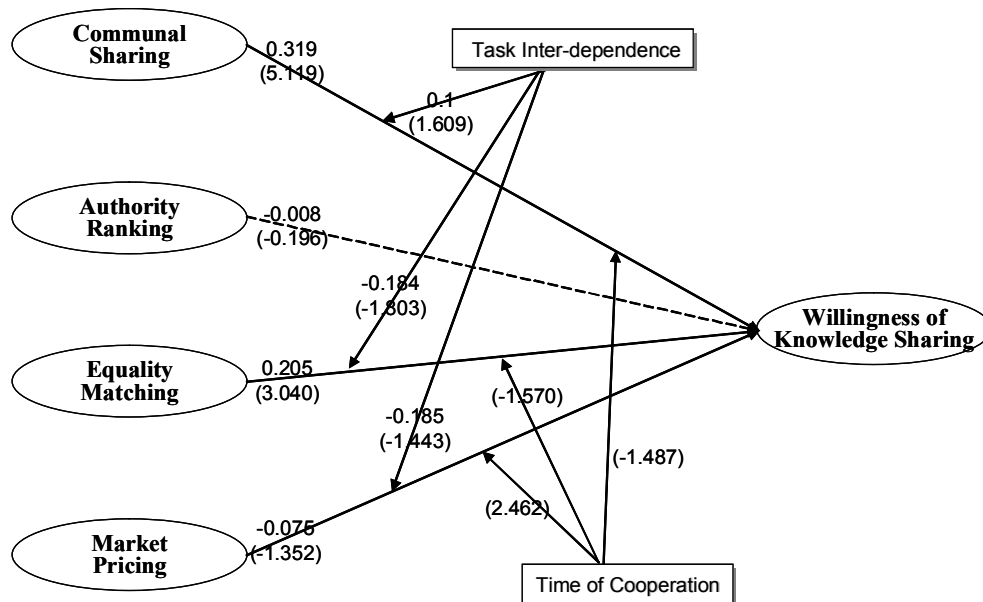 Communal
Sharing
0.319
(5.119)
Task Inter-dependence
0.1
(1.609)
Authority
Ranking
-0.008
(-0.196)
-0.184
(-1.803)
Willingness of
Knowledge Sharing
Equality
Matching
0.205
(3.040)
(-1.570)
-0.185
(-1.443)
(-1.487)
(2.462)
Market
Pricing
-0.075
(-1.352)
Time of Cooperation